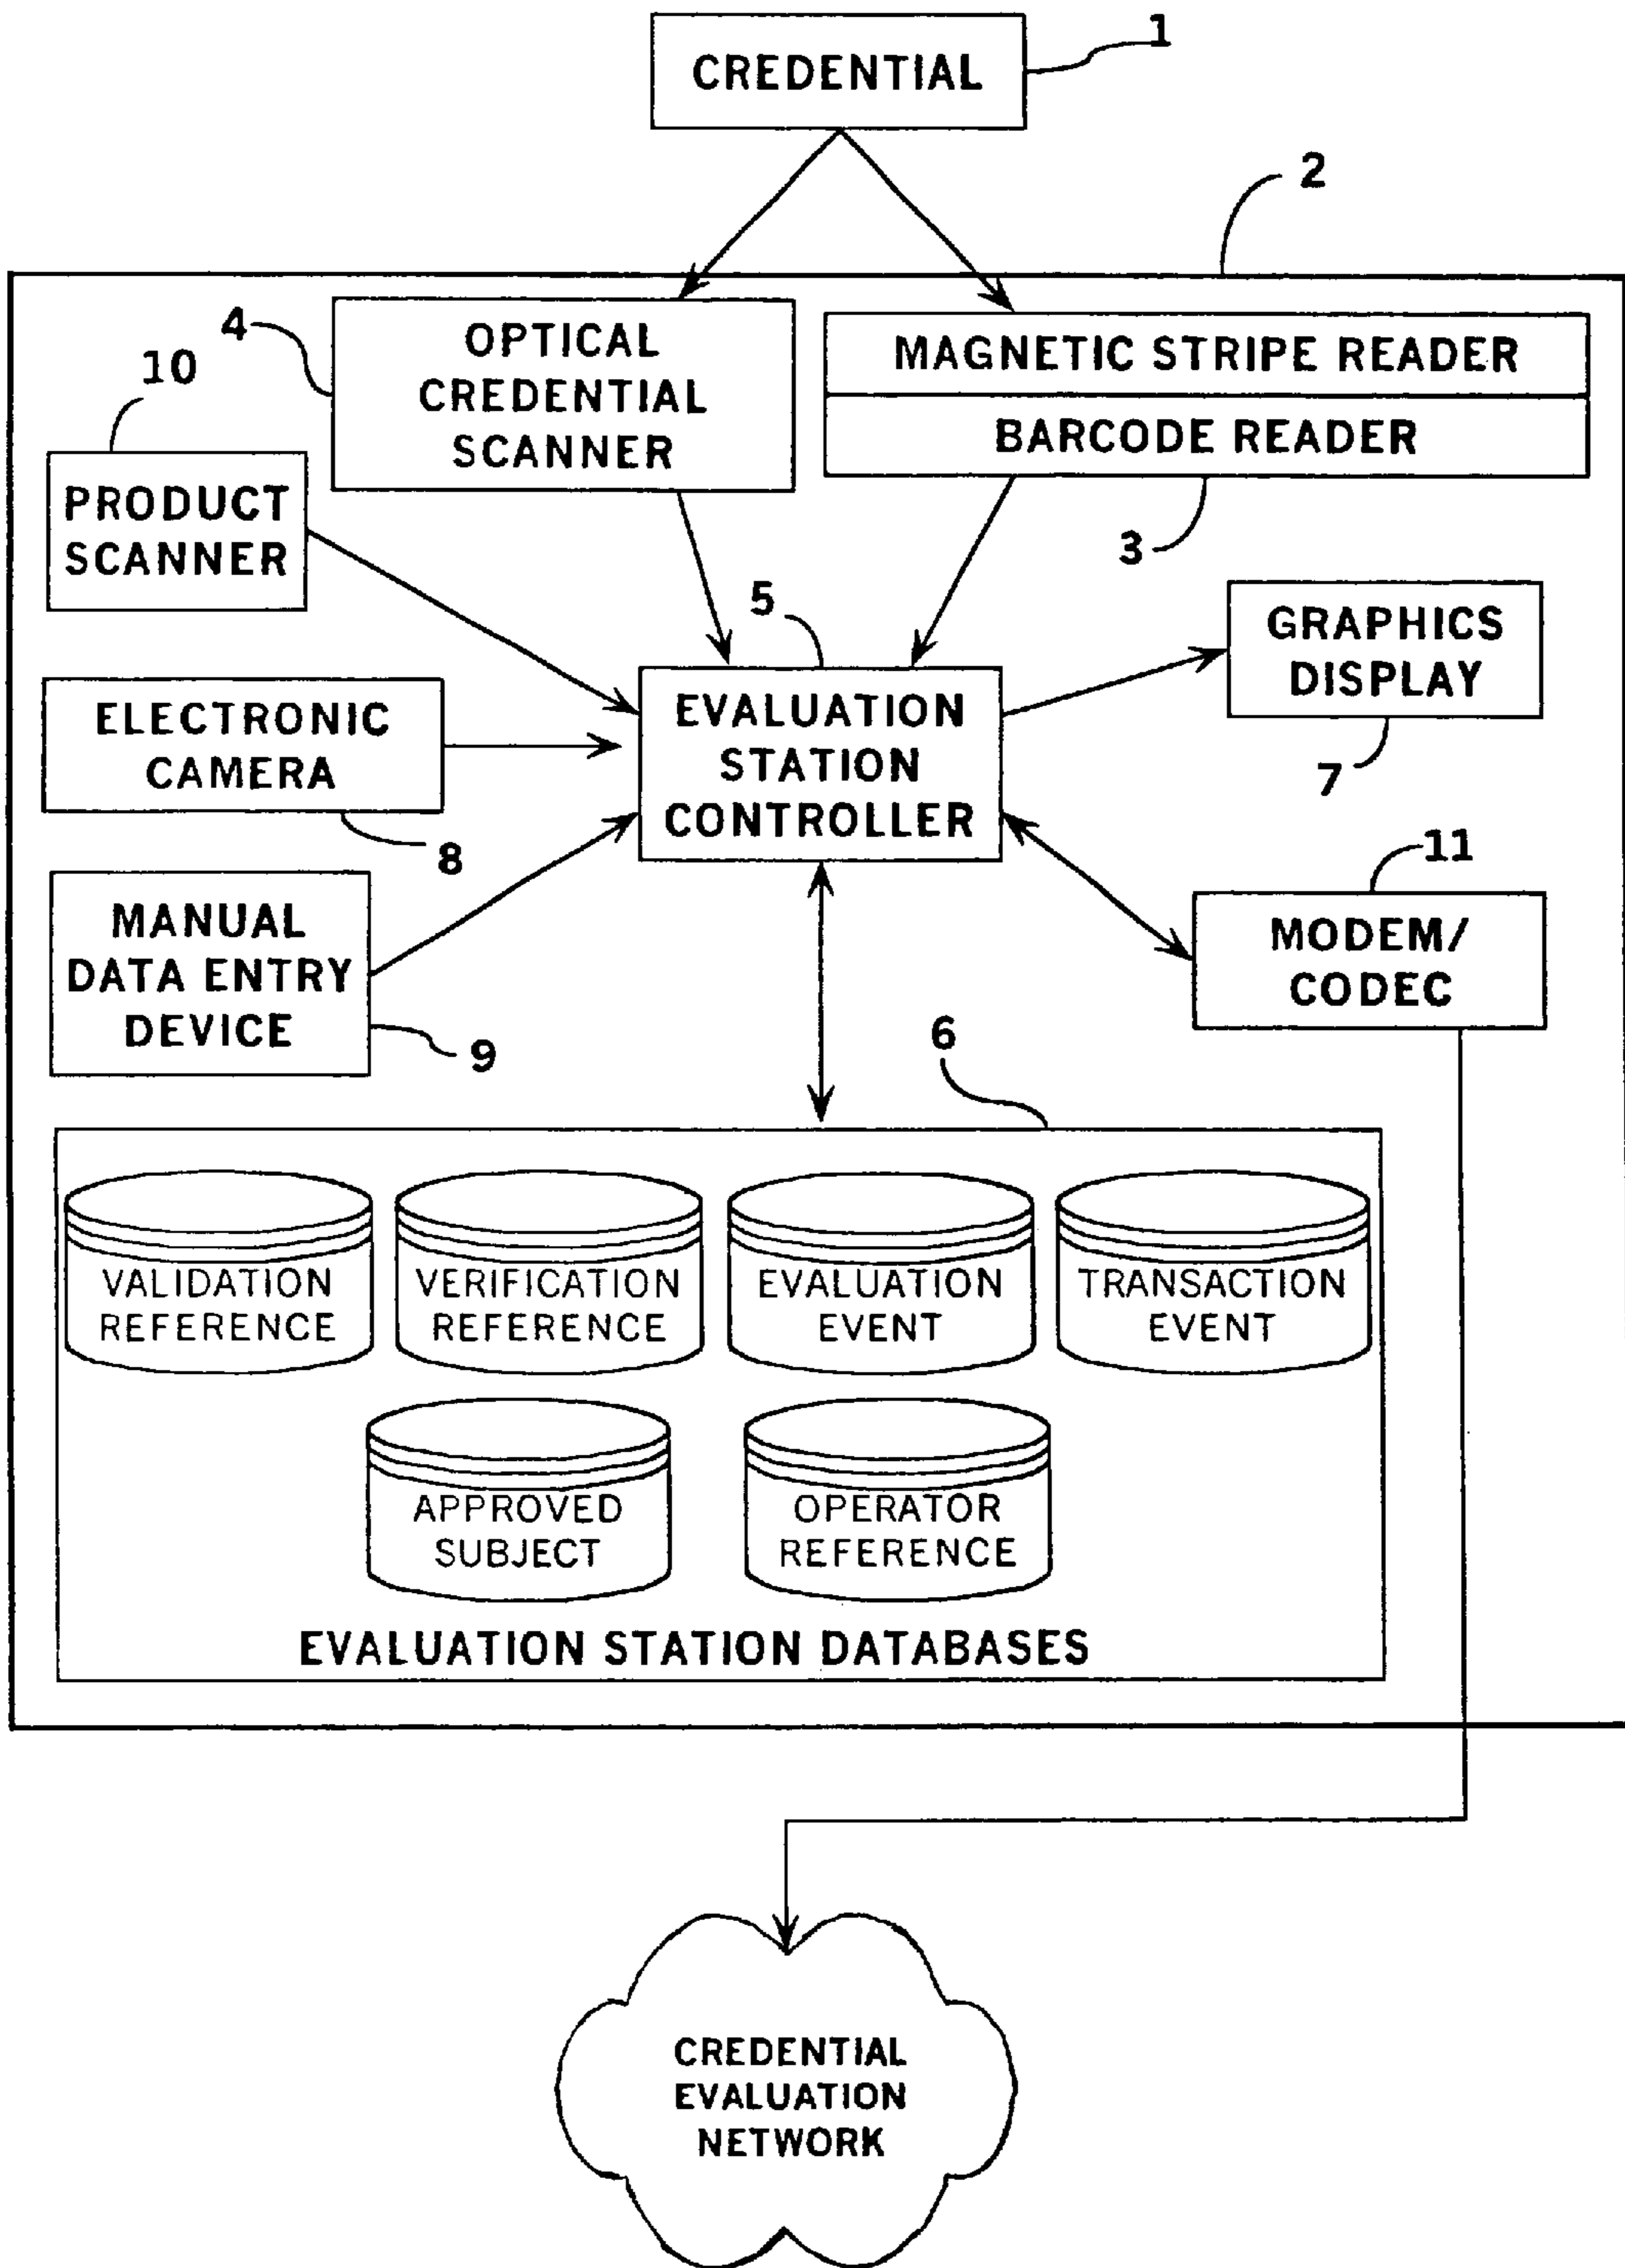 1
CREDENTIAL
2
4
OPTICAL
CREDENTIAL
SCANNER
MAGNETIC STRIPE READER
BARCODE READER
3
10
PRODUCT
SCANNER
5
GRAPHICS
DISPLAY
7
ELECTRONIC
CAMERA
8
EVALUATION
STATION
CONTROLLER
11
MODEM/
CODEC
MANUAL
DATA ENTRY
DEVICE
9
6
VALIDATION
REFERENCE
VERIFICATION
REFERENCE
EVALUATION
EVENT
TRANSACTION
EVENT
APPROVED
SUBJECT
OPERATOR
REFERENCE
EVALUATION STATION DATABASES
CREDENTIAL
EVALUATION
NETWORK